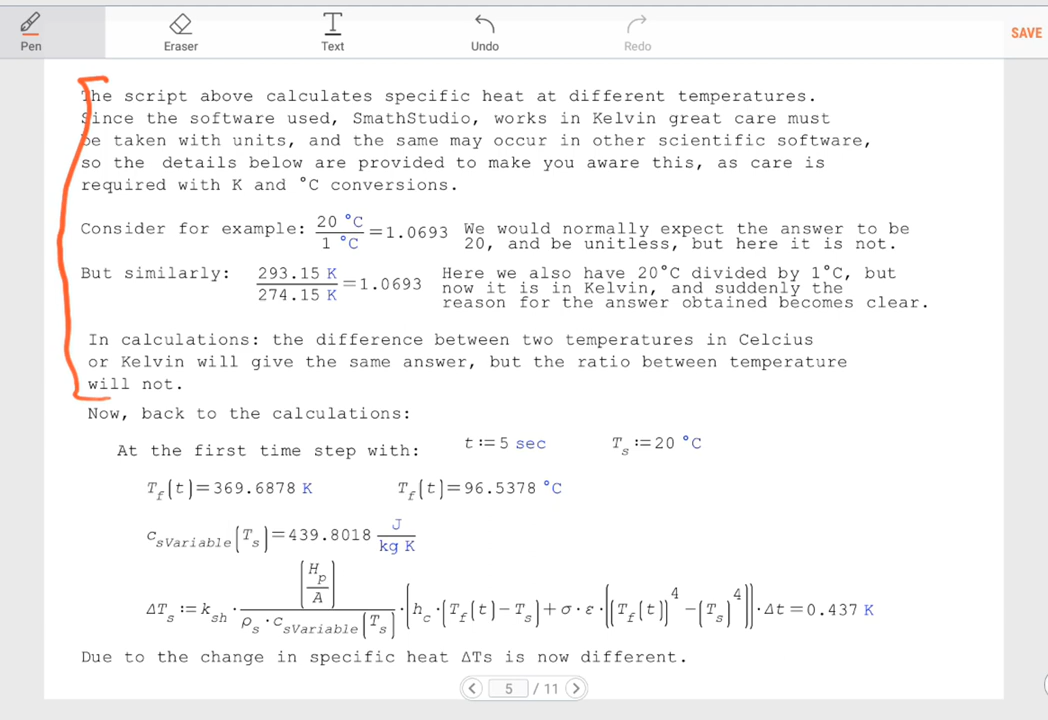 Pen Eraser Text Undo Redo SAVE
The script above calculates specific heat at different temperatures.
Since the software used, SmathStudio, works in Kelvin great care must
be taken with units, and the same may occur in other scientific software,
so the details below are provided to make you aware this, as care is
required with K and °C conversions.
Consider for example: 20 °C / 1 °C = 1.0693 We would normally expect the answer to be
20, and be unitless, but here it is not.
But similarly: 293.15 K / 274.15 K = 1.0693 Here we also have 20°C divided by 1°C, but
now it is in Kelvin, and suddenly the
reason for the answer obtained becomes clear.
In calculations: the difference between two temperatures in Celcius
or Kelvin will give the same answer, but the ratio between temperature
will not.
Now, back to the calculations:
At the first time step with: t := 5 sec T_s := 20 °C
T_f(t) = 369.6878 K T_f(t) = 96.5378 °C
c_sVariable(T_s) = 439.8018 J / kg K
ΔT_s := k_sh · (H_p / A) / (ρ_s · c_sVariable(T_s)) · (h_c · (T_f(t) − T_s) + σ · ε · ((T_f(t))^4 − (T_s)^4)) · Δt = 0.437 K
Due to the change in specific heat ΔTs is now different.
5 / 11